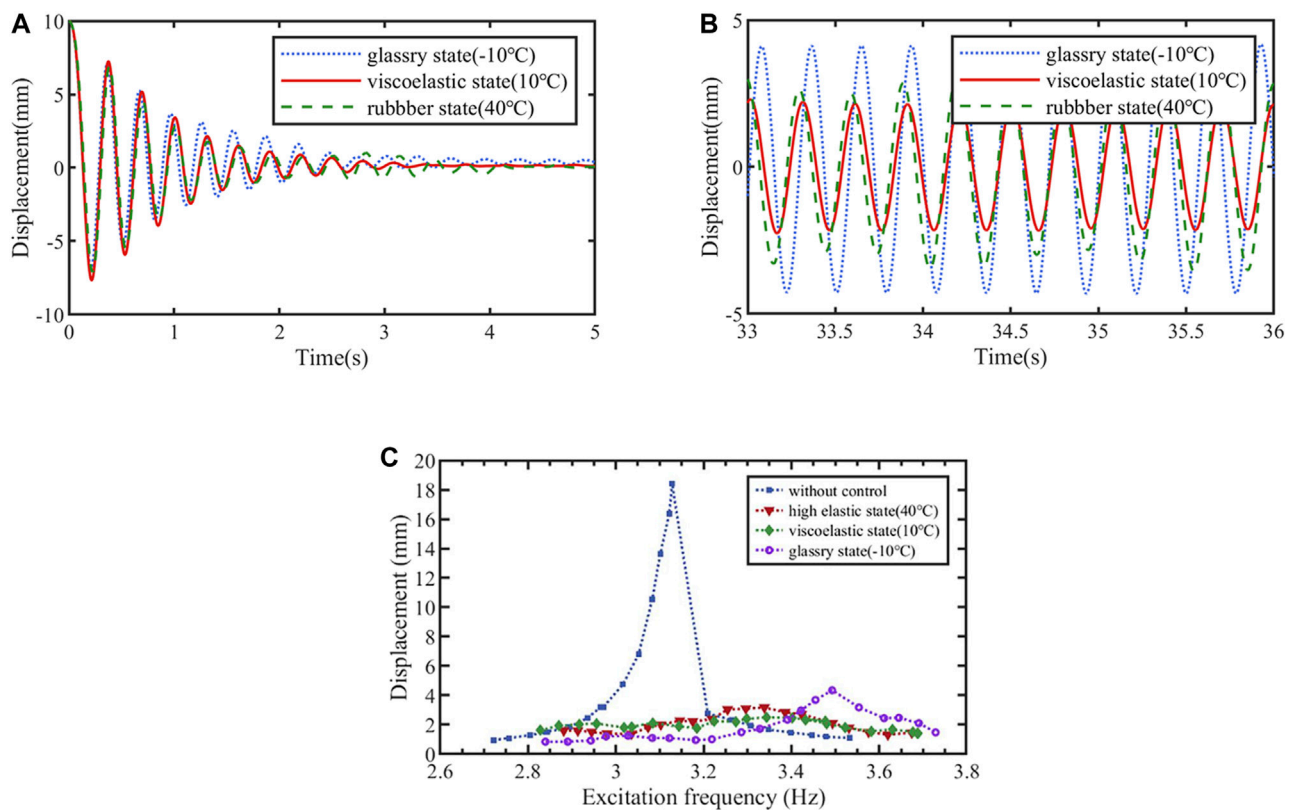 A
10
5
0
-5
-10
Displacement(mm)
glassry state(-10℃)
viscoelastic state(10℃)
rubbber state(40℃)
0 1 2 3 4 5
Time(s)
B
5
0
-5
Displacement(mm)
glassry state(-10℃)
viscoelastic state(10℃)
rubbber state(40℃)
33 33.5 34 34.5 35 35.5 36
Time(s)
C
20
18
16
14
12
10
8
6
4
2
0
Displacement (mm)
without control
high elastic state(40℃)
viscoelastic state(10℃)
glassry state(-10℃)
2.6 2.8 3 3.2 3.4 3.6 3.8
Excitation frequency (Hz)